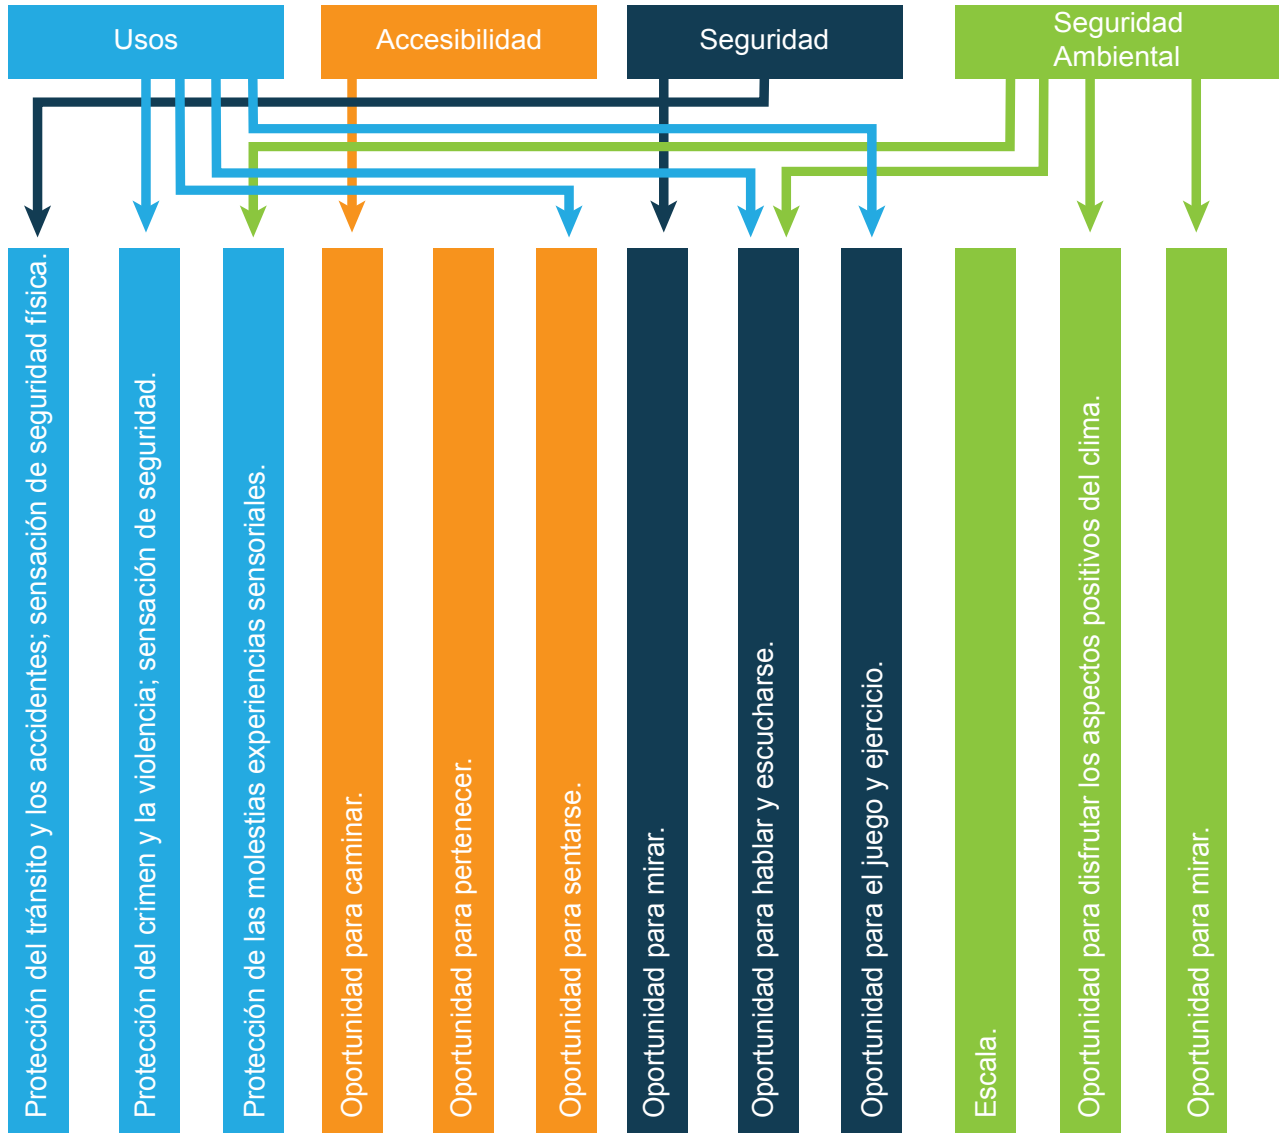 Usos
Accesibilidad
Seguridad
Seguridad
Ambiental
Protección del tránsito y los accidentes; sensación de seguridad física.
Protección del crimen y la violencia; sensación de seguridad.
Protección de las molestias experiencias sensoriales.
Oportunidad para caminar.
Oportunidad para pertenecer.
Oportunidad para sentarse.
Oportunidad para mirar.
Oportunidad para hablar y escucharse.
Oportunidad para el juego y ejercicio.
Escala.
Oportunidad para disfrutar los aspectos positivos del clima.
Oportunidad para mirar.